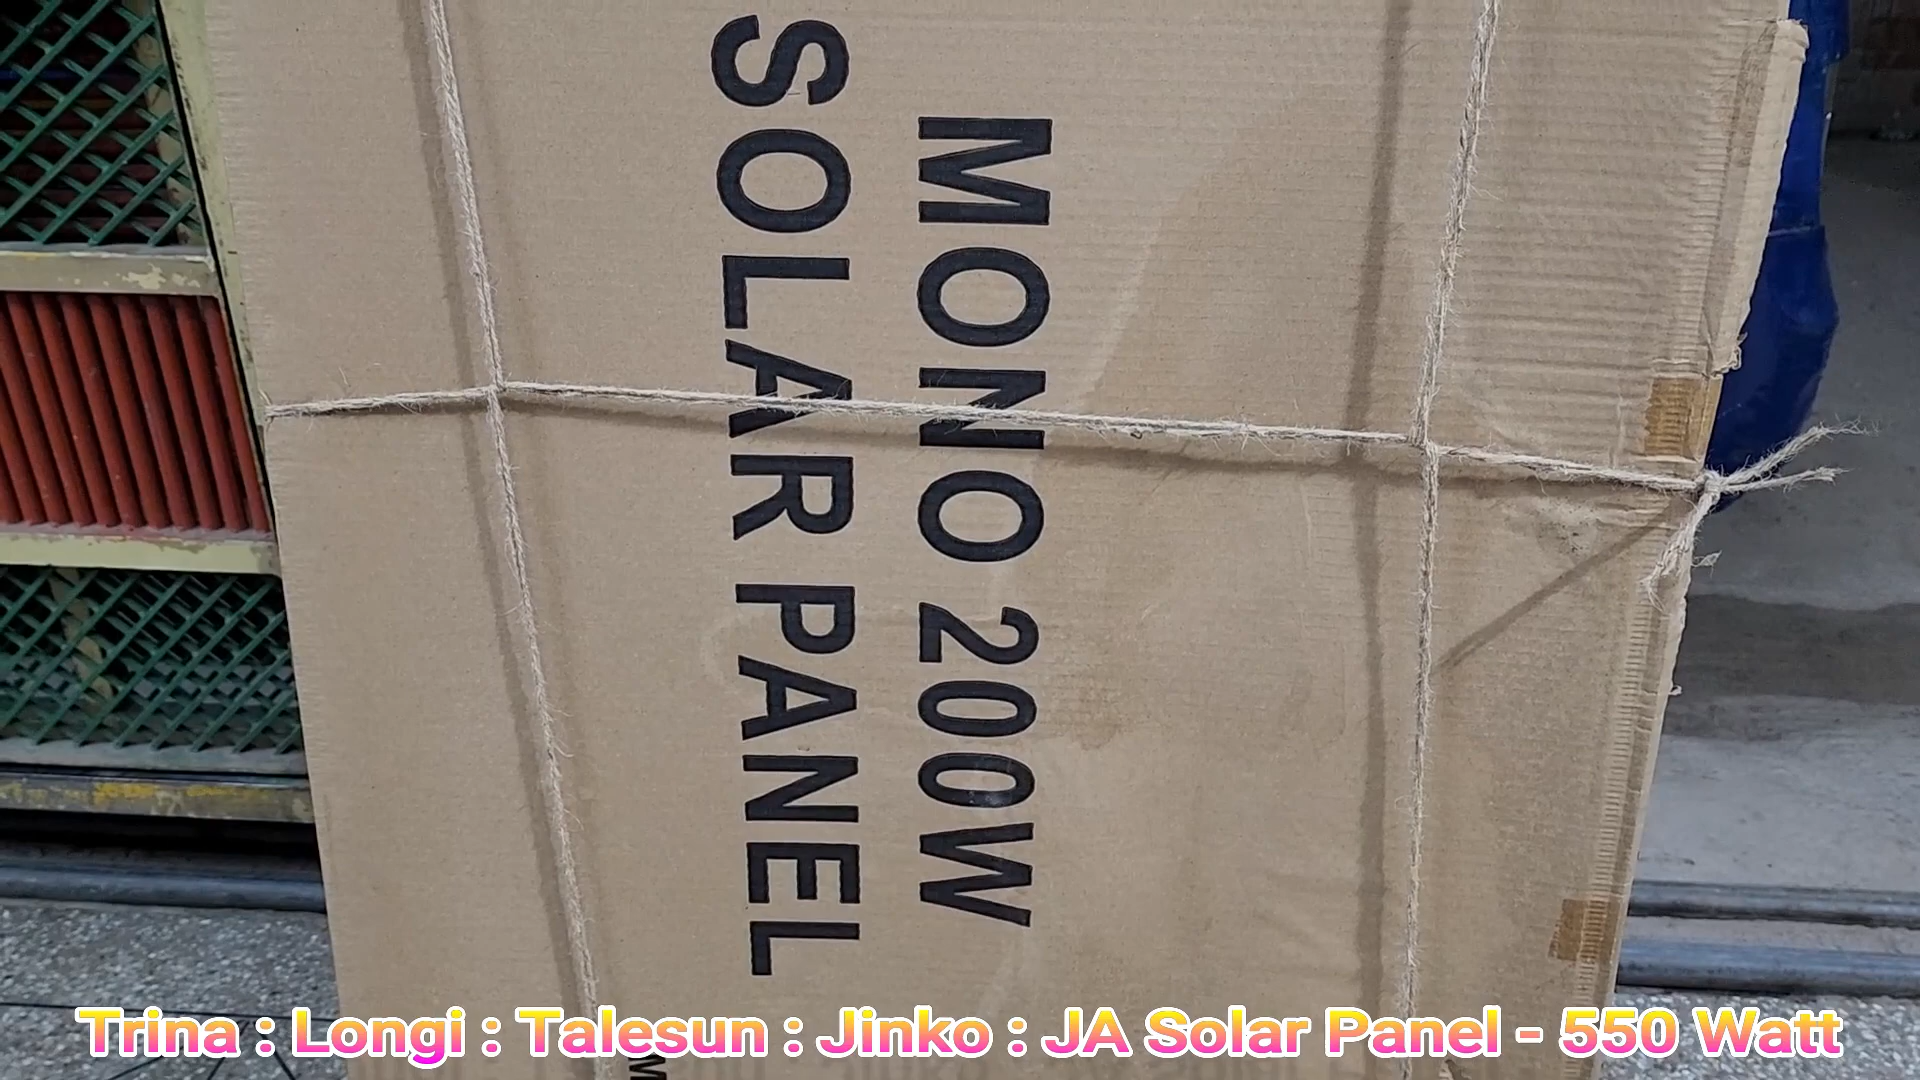 MONO 200W
SOLAR PANEL
M
Trina : Longi : Talesun : Jinko : JA Solar Panel - 550 Watt